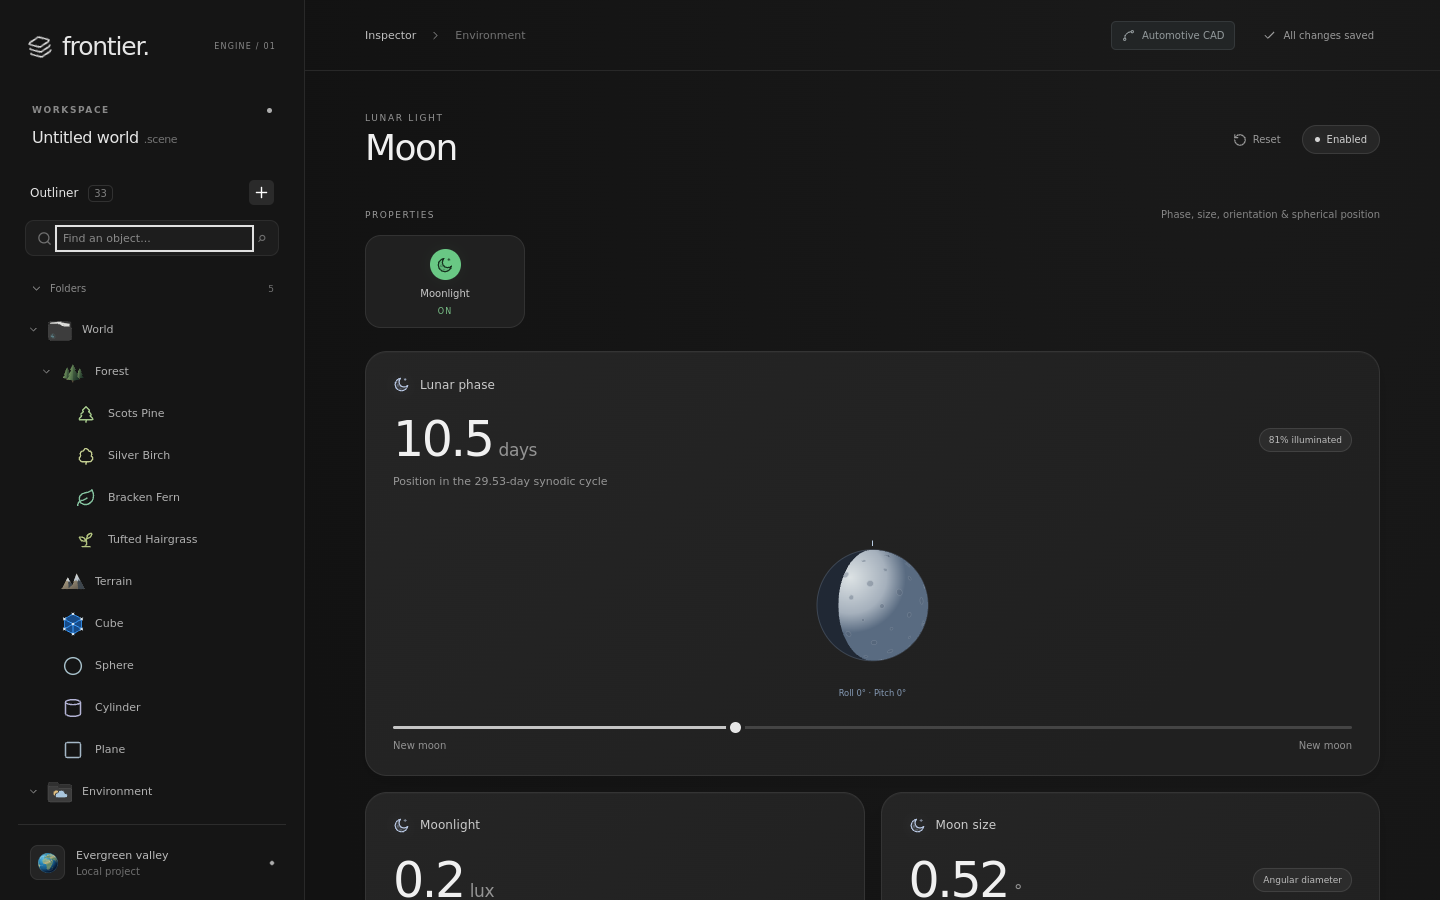 frontier.
ENGINE / 01
WORKSPACE
Untitled world .scene
Outliner 33
Find an object...
Folders 5
World
Forest
Scots Pine
Silver Birch
Bracken Fern
Tufted Hairgrass
Terrain
Cube
Sphere
Cylinder
Plane
Environment
Evergreen valley
Local project
Inspector Environment
Automotive CAD
All changes saved
LUNAR LIGHT
Moon
Reset
Enabled
PROPERTIES
Phase, size, orientation & spherical position
Moonlight
ON
Lunar phase
10.5 days
81% illuminated
Position in the 29.53-day synodic cycle
Roll 0° · Pitch 0°
New moon
New moon
Moonlight
0.2 lux
Moon size
0.52 °
Angular diameter